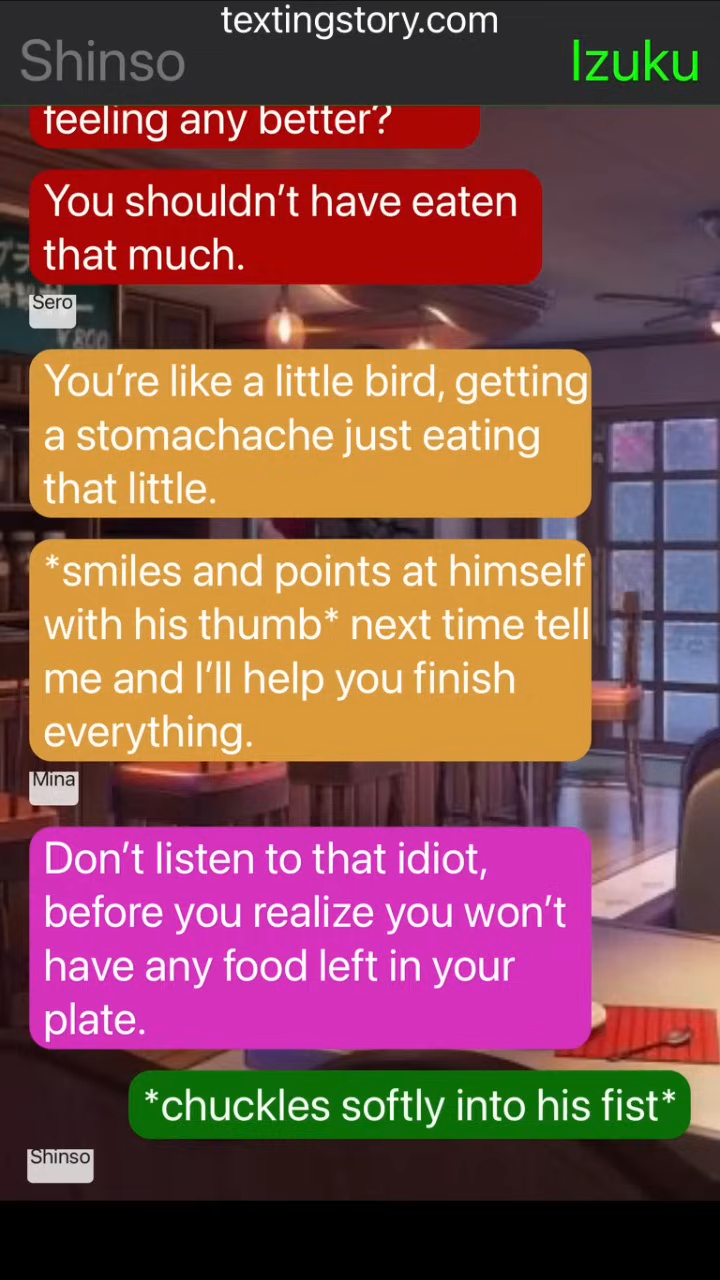 textingstory.com
Shinso
Izuku
feeling any better?
You shouldn't have eaten
that much.
Sero
¥800
You're like a little bird, getting
a stomachache just eating
that little.
*smiles and points at himself
with his thumb* next time tell
me and I'll help you finish
everything.
Mina
Don't listen to that idiot,
before you realize you won't
have any food left in your
plate.
*chuckles softly into his fist*
Shinso